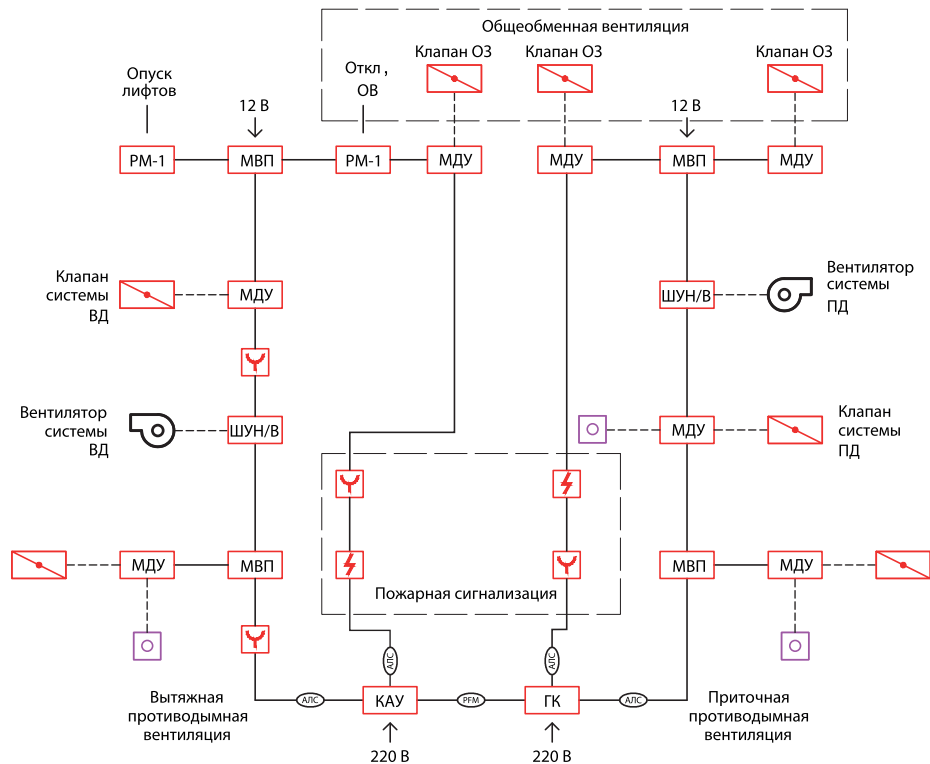 Общеобменная вентиляция
Клапан ОЗ
Клапан ОЗ
Клапан ОЗ
Опуск
лифтов
12 В
Откл ,
ОВ
12 В
РМ-1
МВП
РМ-1
МДУ
МДУ
МВП
МДУ
Клапан
системы
ВД
МДУ
ШУН/В
Вентилятор
системы
ПД
Вентилятор
системы
ВД
ШУН/В
МДУ
Клапан
системы
ПД
МДУ
МВП
Пожарная сигнализация
МВП
МДУ
АЛС
АЛС
Вытяжная
противодымная
вентиляция
АЛС
КАУ
PFM
ГК
АЛС
Приточная
противодымная
вентиляция
220 В
220 В